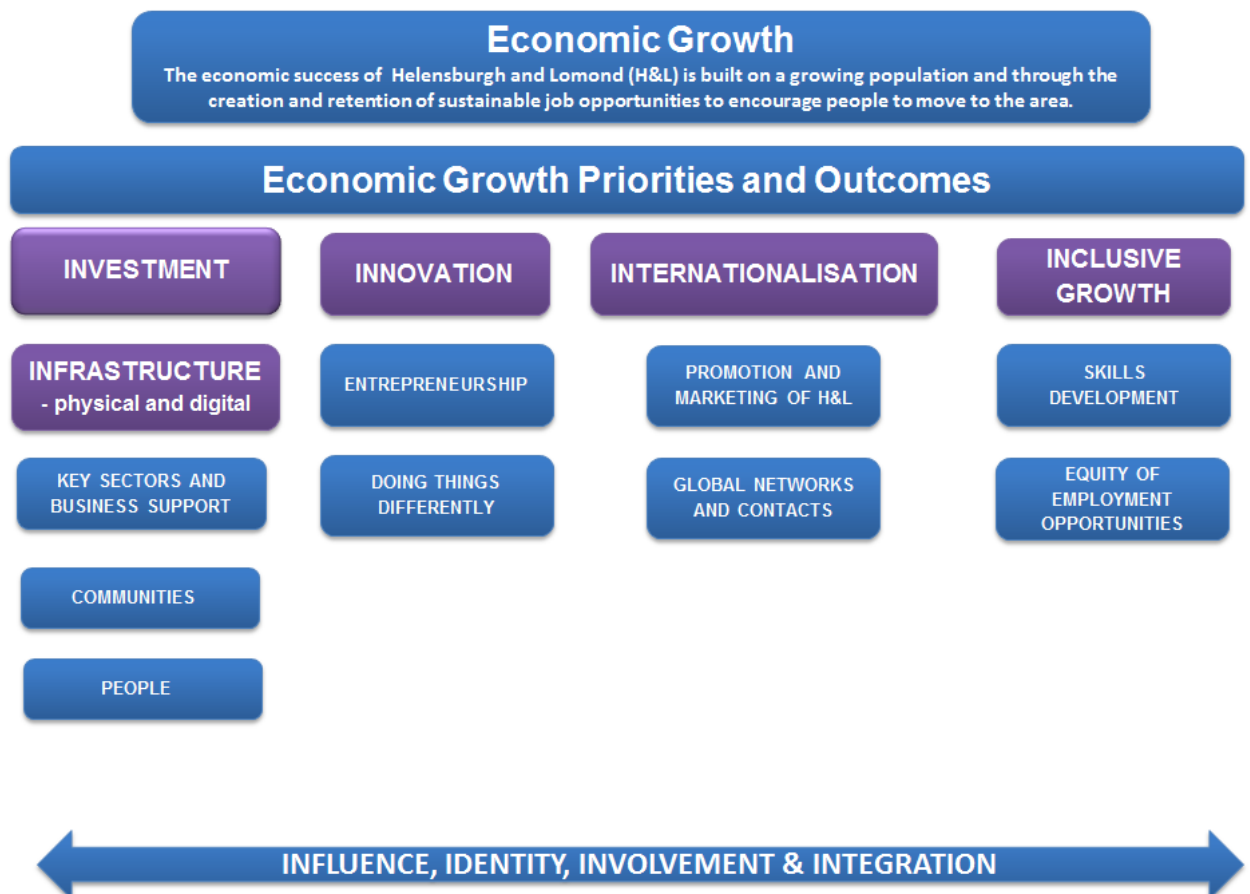 Economic Growth
The economic success of Helensburgh and Lomond (H&L) is built on a growing population and through the
creation and retention of sustainable job opportunities to encourage people to move to the area.
Economic Growth Priorities and Outcomes
INVESTMENT
INFRASTRUCTURE
- physical and digital
KEY SECTORS AND
BUSINESS SUPPORT
COMMUNITIES
PEOPLE
INNOVATION
ENTREPRENEURSHIP
DOING THINGS
DIFFERENTLY
INTERNATIONALISATION
PROMOTION AND
MARKETING OF H&L
GLOBAL NETWORKS
AND CONTACTS
INCLUSIVE
GROWTH
SKILLS
DEVELOPMENT
EQUITY OF
EMPLOYMENT
OPPORTUNITIES
INFLUENCE, IDENTITY, INVOLVEMENT & INTEGRATION